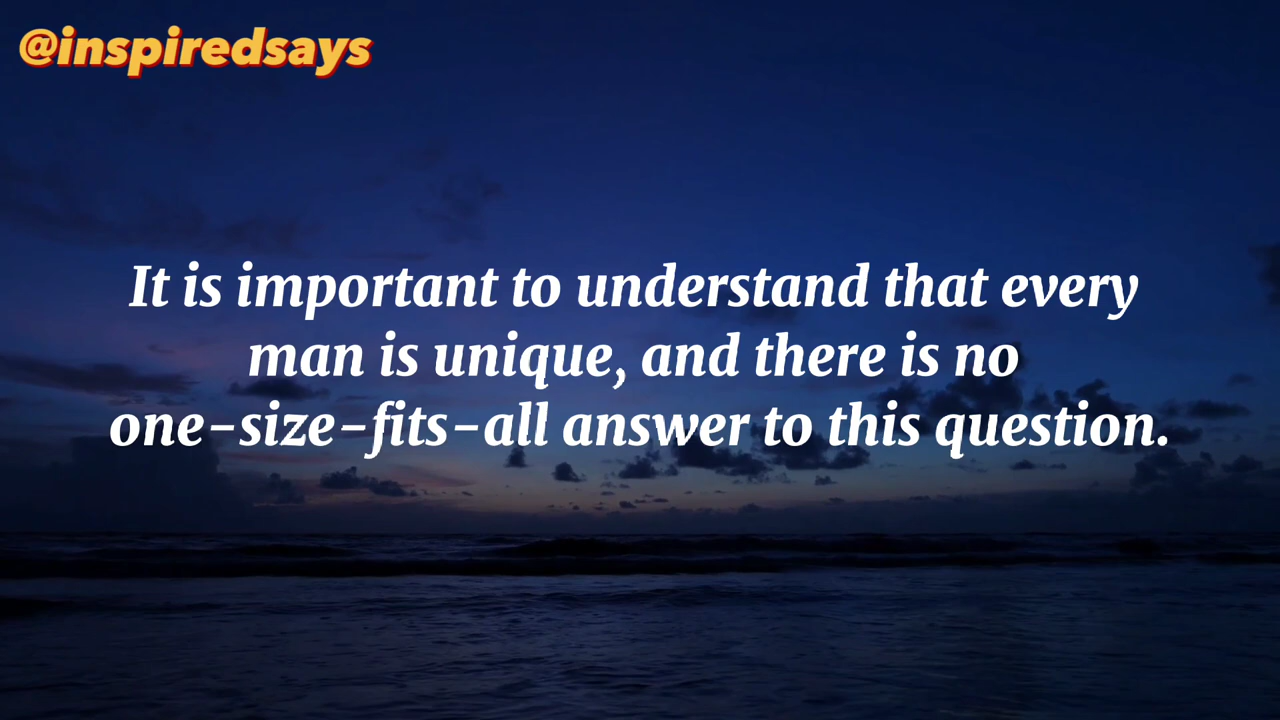 @inspiredsays
It is important to understand that every
man is unique, and there is no
one-size-fits-all answer to this question.